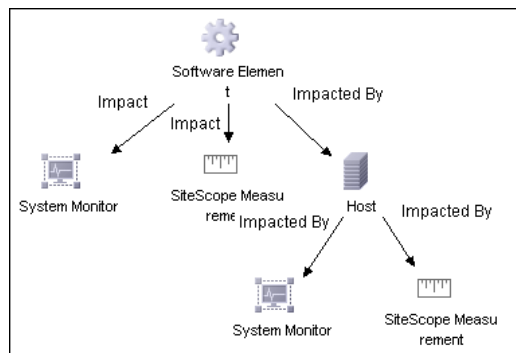 Software Elemen
t
Impact
Impact
Impacted By
System Monitor
SiteScope Measu
reme
Host
Impacted By
Impacted By
System Monitor
SiteScope Measu
rement